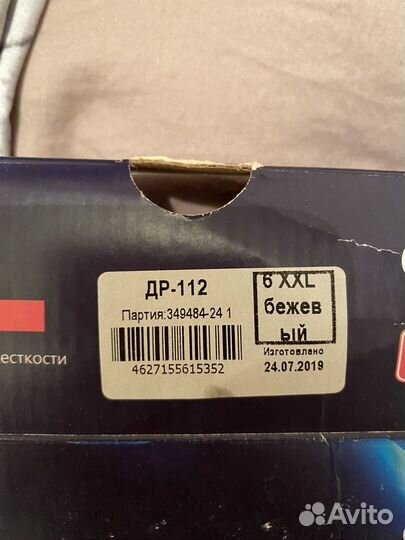 ДР-112
6 XXL
бежев
ый
Партия:349484-24 1
Изготовлено
24.07.2019
4627155615352
есткости
Avito